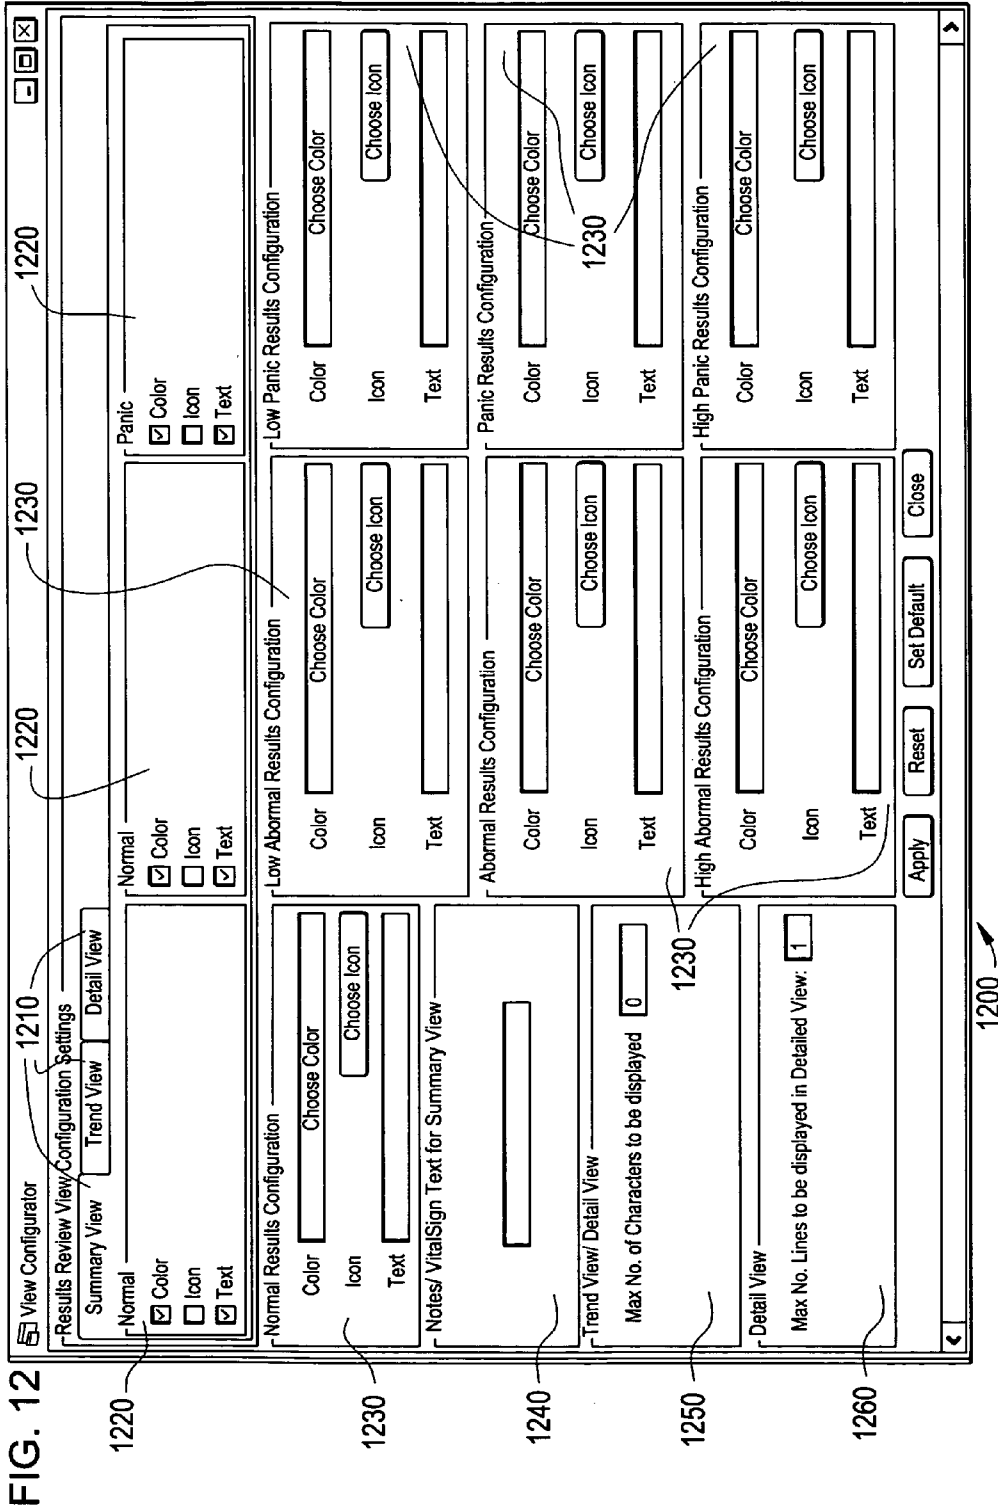 FIG. 12
View Configurator
Results Review View Configuration Settings
1210
Summary View
Trend View
Detail View
1220
1230
1220
1220
Normal
Color
Icon
Text
Normal
Color
Icon
Text
Panic
Color
Icon
Text
Normal Results Configuration
Color
Choose Color
Icon
Choose Icon
Text
1230
Low Abormal Results Configuration
Color
Choose Color
Icon
Choose Icon
Text
Low Panic Results Configuration
Color
Choose Color
Icon
Choose Icon
Text
Notes/ VitalSign Text for Summary View
1240
Abormal Results Configuration
Color
Choose Color
Icon
Choose Icon
Text
Panic Results Configuration
Color
Choose Color
Icon
Choose Icon
Text
1230
Trend View/ Detail View
Max No. of Characters to be displayed
0
1250
1230
High Abormal Results Configuration
Color
Choose Color
Icon
Choose Icon
Text
High Panic Results Configuration
Color
Choose Color
Icon
Choose Icon
Text
Detail View
Max No. Lines to be displayed in Detailed View:
1
1260
Apply
Reset
Set Default
Close
1200